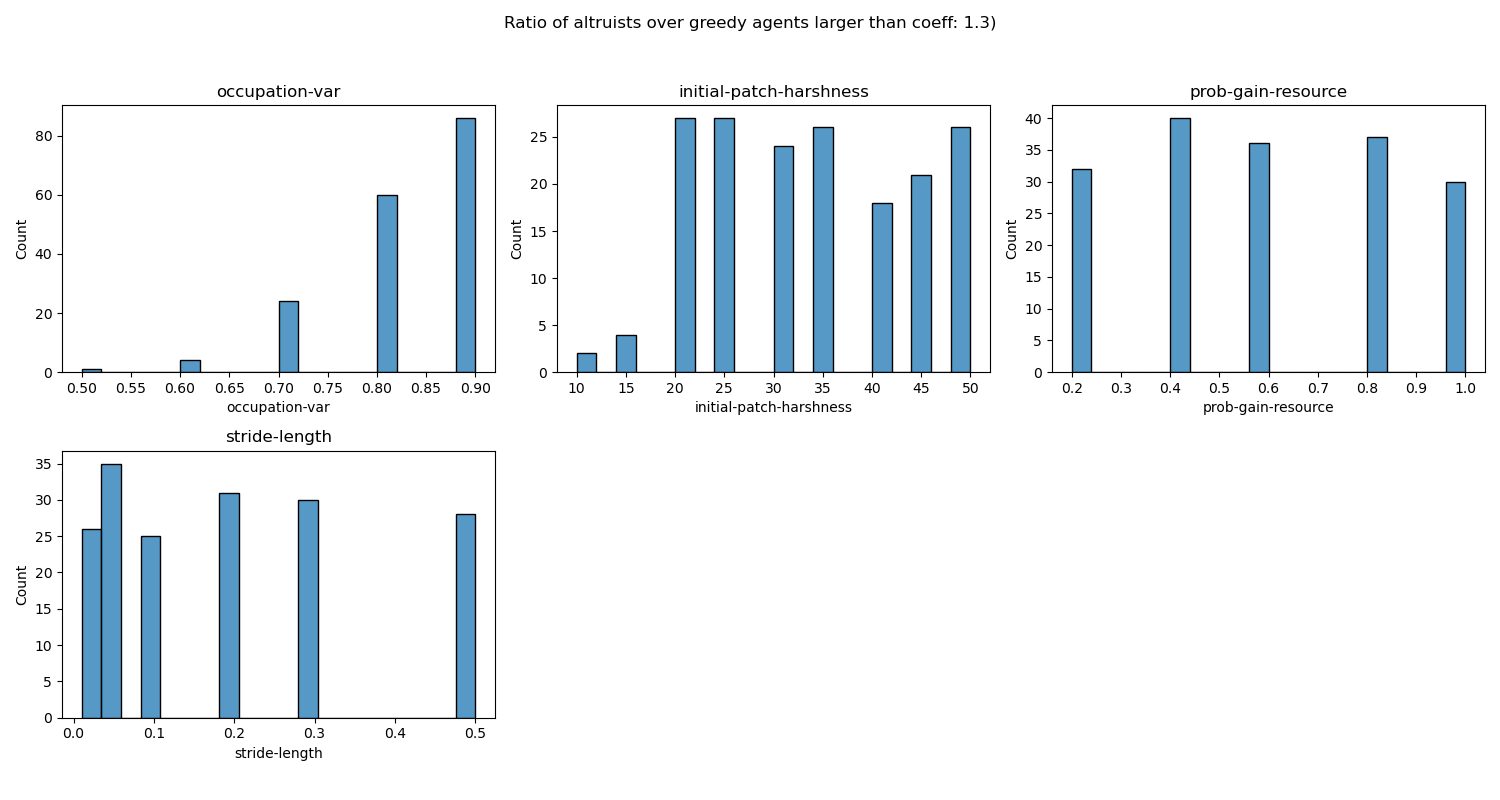 Ratio of altruists over greedy agents larger than coeff: 1.3)
occupation-var
Count
80
60
40
20
0
0.50 0.55 0.60 0.65 0.70 0.75 0.80 0.85 0.90
occupation-var
initial-patch-harshness
Count
25
20
15
10
5
0
10 15 20 25 30 35 40 45 50
initial-patch-harshness
prob-gain-resource
Count
40
35
30
25
20
15
10
5
0
0.2 0.3 0.4 0.5 0.6 0.7 0.8 0.9 1.0
prob-gain-resource
stride-length
Count
35
30
25
20
15
10
5
0
0.0 0.1 0.2 0.3 0.4 0.5
stride-length